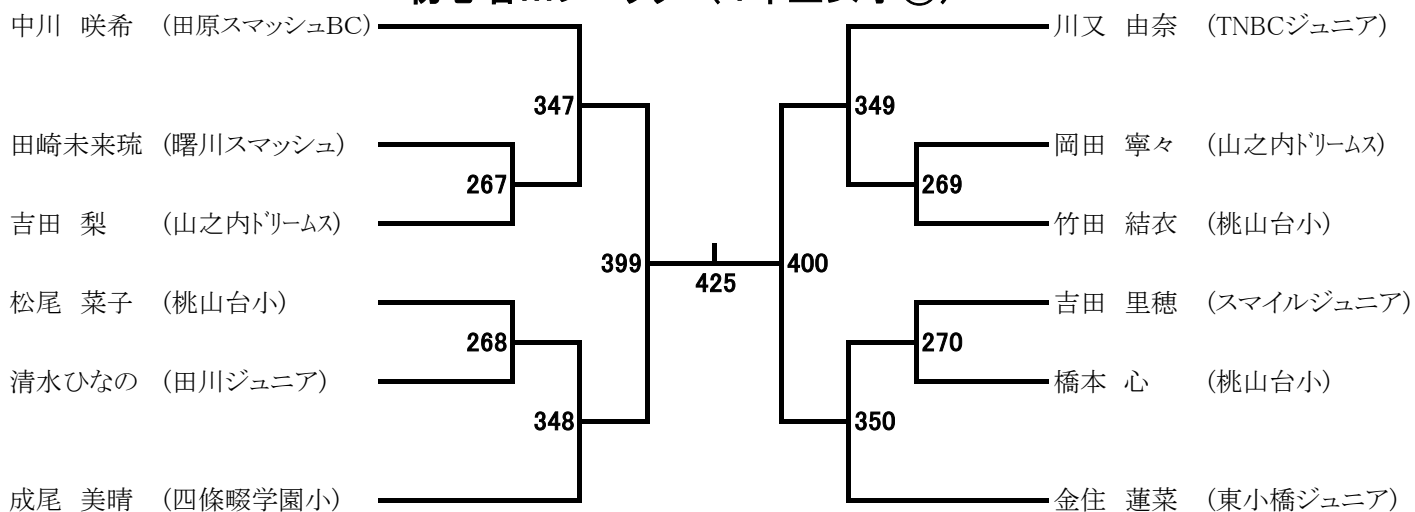 中川 咲希 (田原スマッシュBC)
田崎未来琉 (曙川スマッシュ)
吉田 梨 (山之内ドリームス)
松尾 菜子 (桃山台小)
清水ひなの (田川ジュニア)
成尾 美晴 (四條畷学園小)
347
267
268
348
399
425
400
349
269
270
350
川又 由奈 (TNBCジュニア)
岡田 寧々 (山之内ドリームス)
竹田 結衣 (桃山台小)
吉田 里穂 (スマイルジュニア)
橋本 心 (桃山台小)
金住 蓮菜 (東小橋ジュニア)